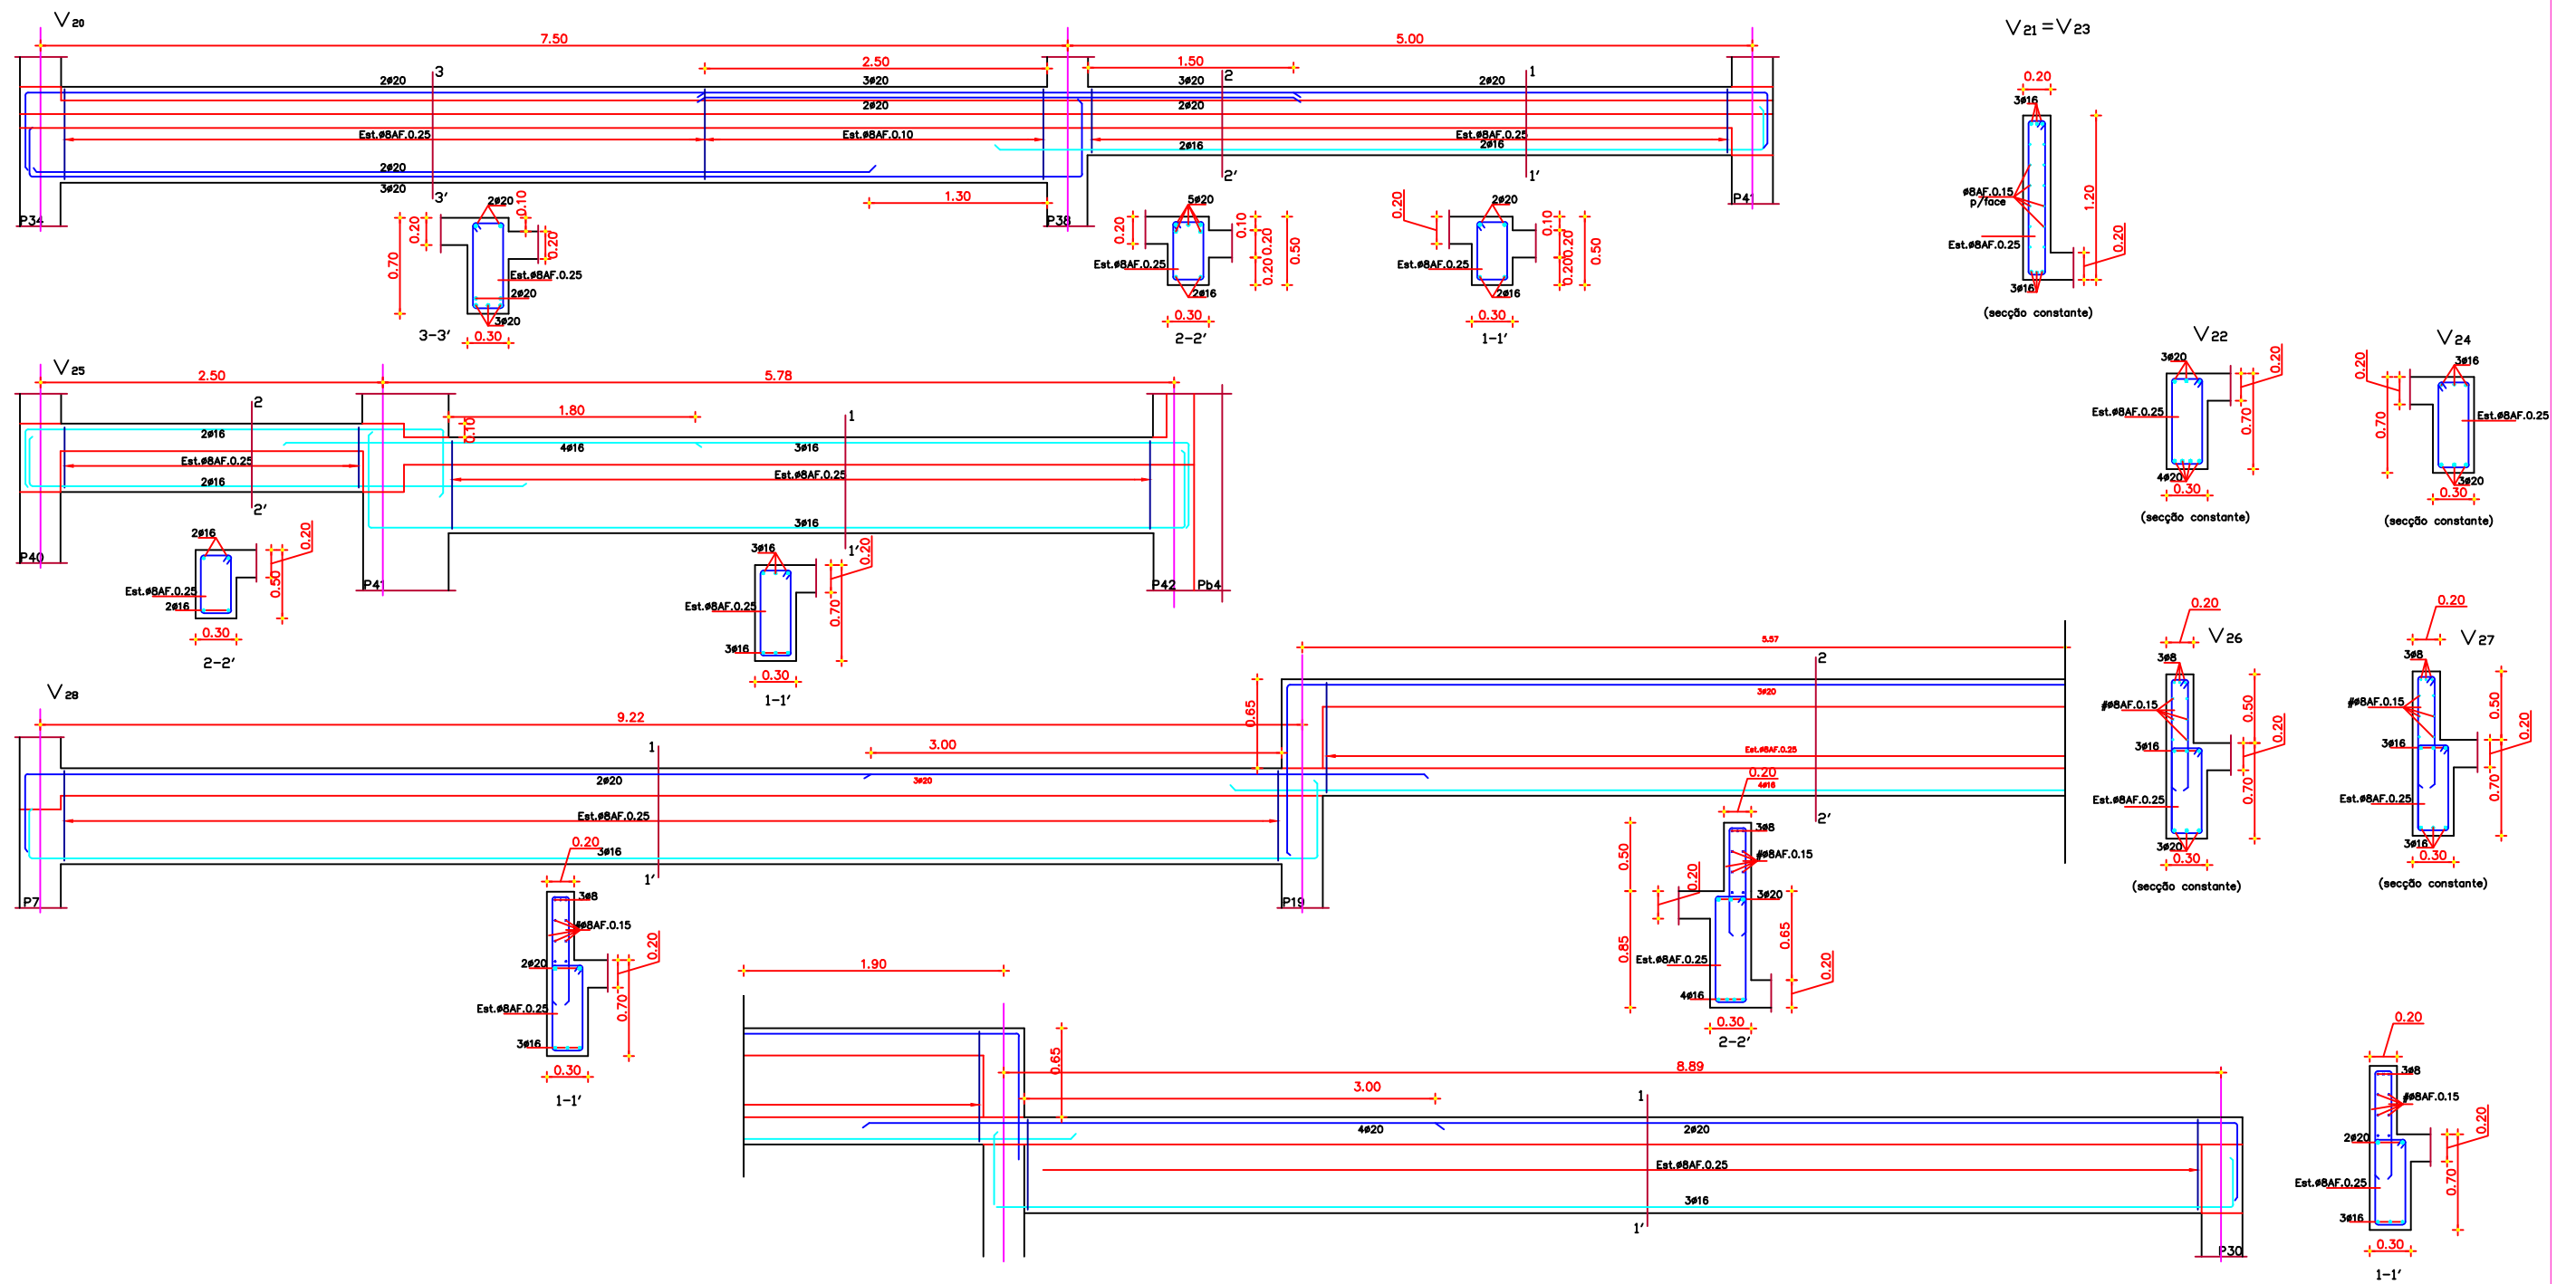 V20
7.50
5.00
2.50
1.50
3
2
1
2ø20
3ø20
3ø20
2ø20
2ø20
2ø20
Est.ø8AF.0.25
Est.ø8AF.0.10
Est.ø8AF.0.25
2ø16
2ø16
2ø20
3ø20
3'
2'
1'
1.30
P34
P38
P41
2ø20
0.10
0.20
0.20
0.70
Est.ø8AF.0.25
2ø20
3ø20
0.30
3-3'
5ø20
0.20
0.10
0.20
0.20
0.50
Est.ø8AF.0.25
2ø16
0.30
2-2'
2ø20
0.20
0.10
0.20
0.20
0.50
Est.ø8AF.0.25
2ø16
0.30
1-1'
V21=V23
0.20
3ø16
ø8AF.0.15
p/face
1.20
Est.ø8AF.0.25
0.20
3ø16
(secção constante)
V22
3ø20
0.20
Est.ø8AF.0.25
0.70
4ø20
0.30
(secção constante)
V24
3ø16
0.20
0.70
Est.ø8AF.0.25
3ø20
0.30
(secção constante)
V25
2.50
5.78
2
1.80
1
0.10
2ø16
4ø16
3ø16
Est.ø8AF.0.25
Est.ø8AF.0.25
2ø16
3ø16
2'
1'
P40
P41
P42
Pb4
2ø16
0.20
0.50
Est.ø8AF.0.25
2ø16
0.30
2-2'
3ø16
0.20
Est.ø8AF.0.25
0.70
3ø16
0.30
1-1'
V26
0.20
3ø8
#ø8AF.0.15
0.50
0.20
3ø16
0.70
Est.ø8AF.0.25
3ø20
0.30
(secção constante)
V27
0.20
3ø8
#ø8AF.0.15
0.50
0.20
3ø16
0.70
Est.ø8AF.0.25
3ø16
0.30
(secção constante)
V28
5.57
9.22
0.65
2
3ø20
1
3.00
Est.ø8AF.0.25
2ø20
3ø20
4ø16
Est.ø8AF.0.25
3ø16
1'
2'
P7
P19
0.20
3ø8
#ø8AF.0.15
2ø20
0.20
0.70
Est.ø8AF.0.25
3ø16
0.30
1-1'
0.20
3ø8
0.50
#ø8AF.0.15
0.20
3ø20
0.85
0.65
Est.ø8AF.0.25
0.20
4ø16
0.30
2-2'
1.90
0.65
8.89
3.00
1
4ø20
2ø20
Est.ø8AF.0.25
3ø16
1'
P30
0.20
3ø8
#ø8AF.0.15
2ø20
0.20
0.70
Est.ø8AF.0.25
3ø16
0.30
1-1'